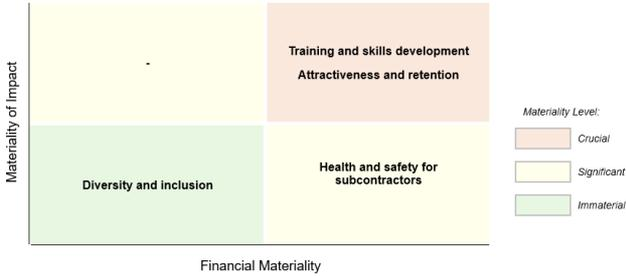 Materiality of Impact
-
Training and skills development
Attractiveness and retention
Diversity and inclusion
Health and safety for
subcontractors
Financial Materiality
Materiality Level:
Crucial
Significant
Immaterial